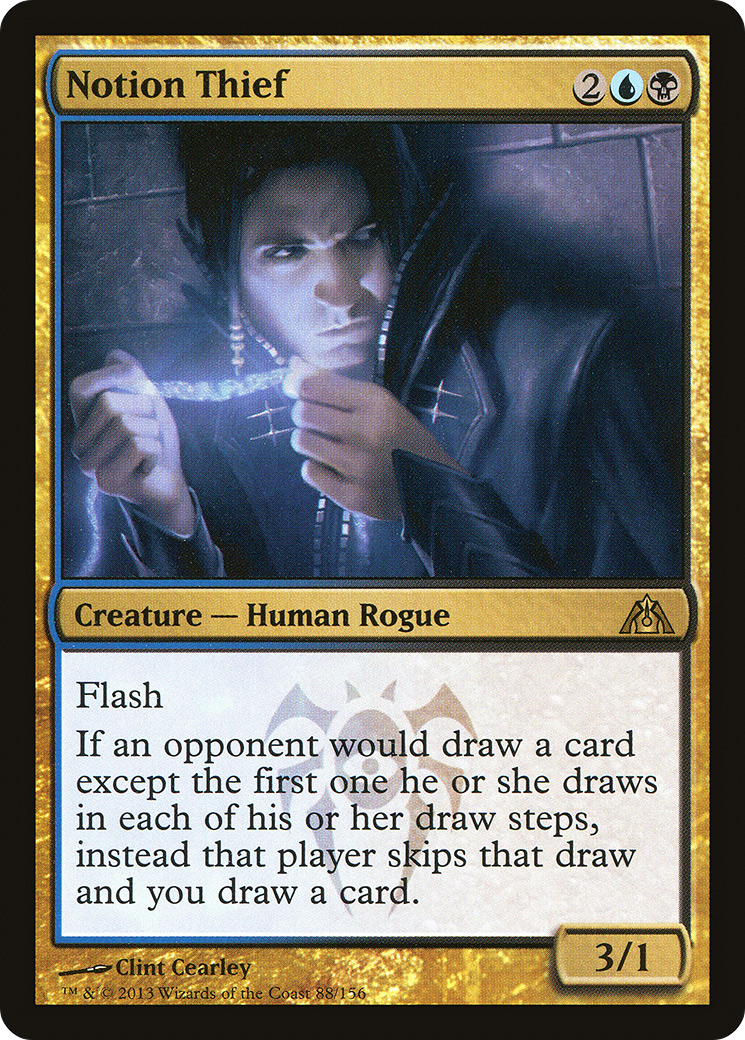 Notion Thief 2
Creature — Human Rogue
Flash
If an opponent would draw a card
except the first one he or she draws
in each of his or her draw steps,
instead that player skips that draw
and you draw a card.
3/1
Clint Cearley
™ & © 2013 Wizards of the Coast 88/156